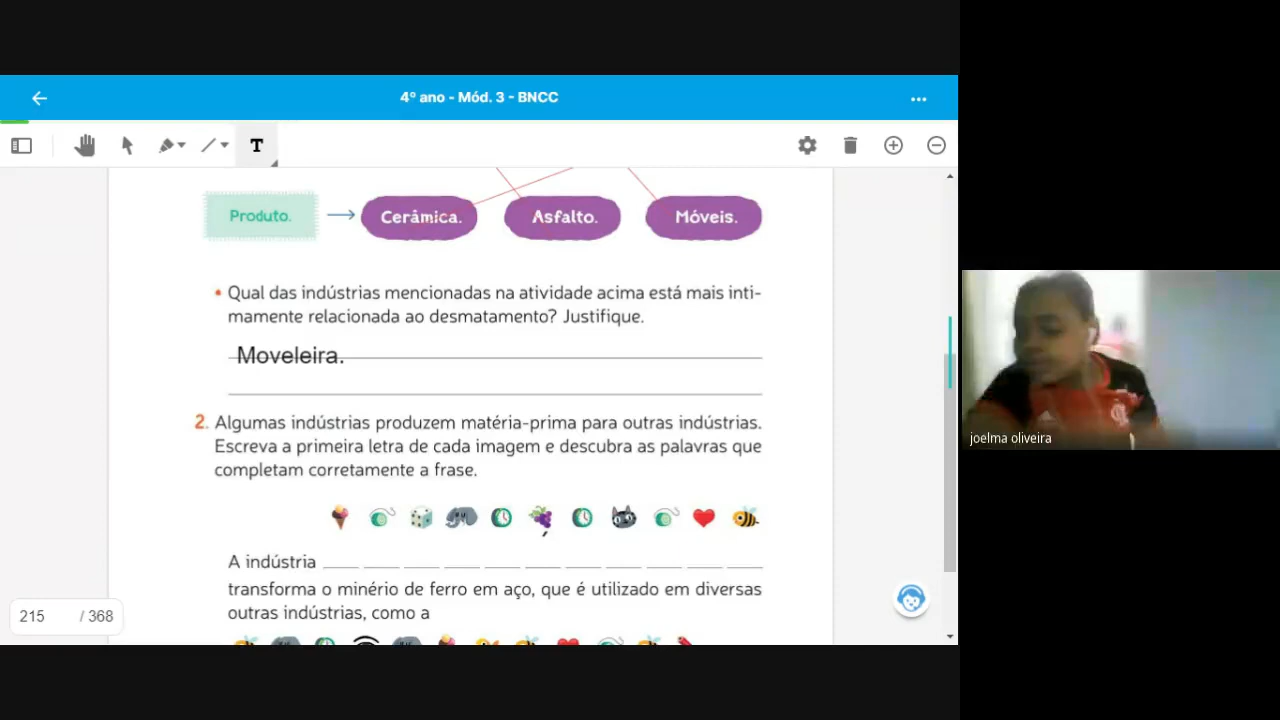 4º ano - Mód. 3 - BNCC
T
Produto.
Cerâmica.
Asfalto.
Móveis.
• Qual das indústrias mencionadas na atividade acima está mais inti-
mamente relacionada ao desmatamento? Justifique.
Moveleira.
2. Algumas indústrias produzem matéria-prima para outras indústrias.
Escreva a primeira letra de cada imagem e descubra as palavras que
completam corretamente a frase.
A indústria
transforma o minério de ferro em aço, que é utilizado em diversas
outras indústrias, como a
215 / 368
joelma oliveira